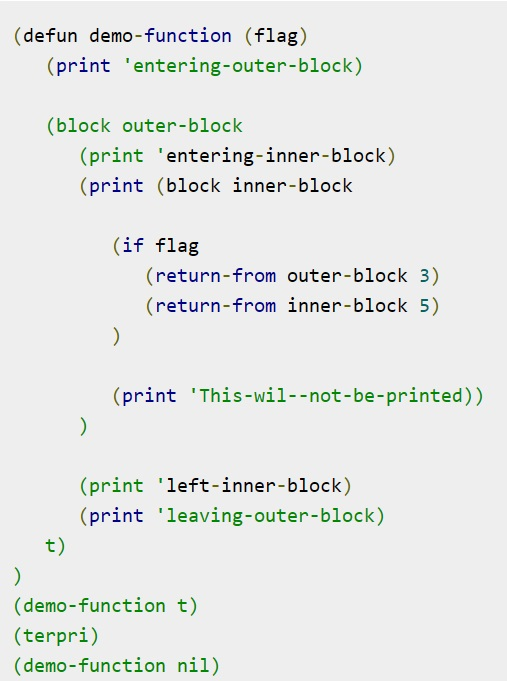 (defun demo-function (flag)
(print 'entering-outer-block)
(block outer-block
(print 'entering-inner-block)
(print (block inner-block
(if flag
(return-from outer-block 3)
(return-from inner-block 5)
)
(print 'This-wil--not-be-printed))
)
(print 'left-inner-block)
(print 'leaving-outer-block)
t)
)
(demo-function t)
(terpri)
(demo-function nil)